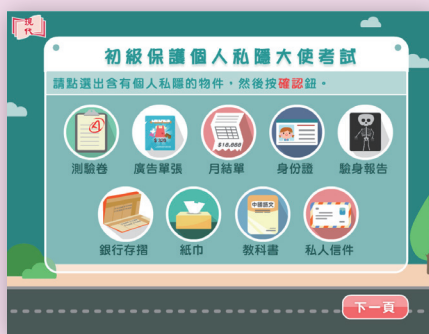 現代
初級保護個人私隱大使考試
請點選出含有個人私隱的物件，然後按確認鈕。
A
$18,888
中國語文
測驗卷 廣告單張 月結單 身份證 驗身報告
銀行存摺 紙巾 教科書 私人信件
下一頁